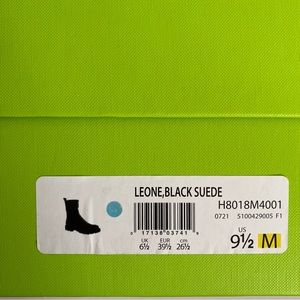 LEONE,BLACK SUEDE
H8018M4001
0721 5100429005 F1
5 17138 03741 9
UK EUR cm
6½ 39½ 26½
US
9½ M